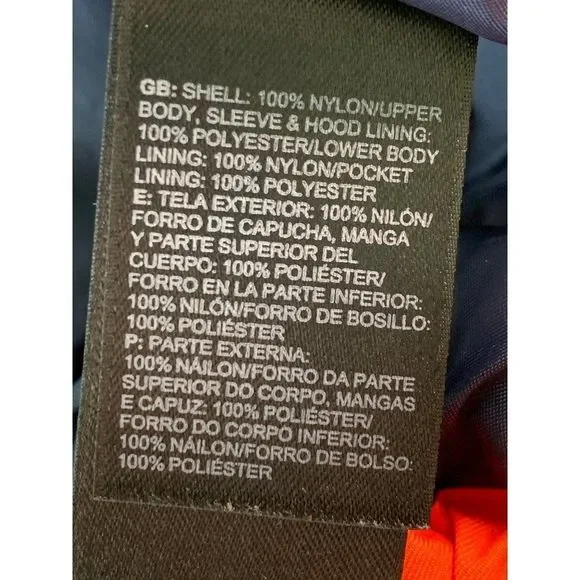 GB: SHELL: 100% NYLON/UPPER
BODY, SLEEVE & HOOD LINING:
100% POLYESTER/LOWER BODY
LINING: 100% NYLON/POCKET
LINING: 100% POLYESTER
E: TELA EXTERIOR: 100% NILÓN/
FORRO DE CAPUCHA, MANGA
Y PARTE SUPERIOR DEL
CUERPO: 100% POLIÉSTER/
FORRO EN LA PARTE INFERIOR:
100% NILÓN/FORRO DE BOSILLO:
100% POLIÉSTER
P: PARTE EXTERNA:
100% NÁILON/FORRO DA PARTE
SUPERIOR DO CORPO, MANGAS
E CAPUZ: 100% POLIÉSTER/
FORRO DO CORPO INFERIOR:
100% NÁILON/FORRO DE BOLSO:
100% POLIÉSTER